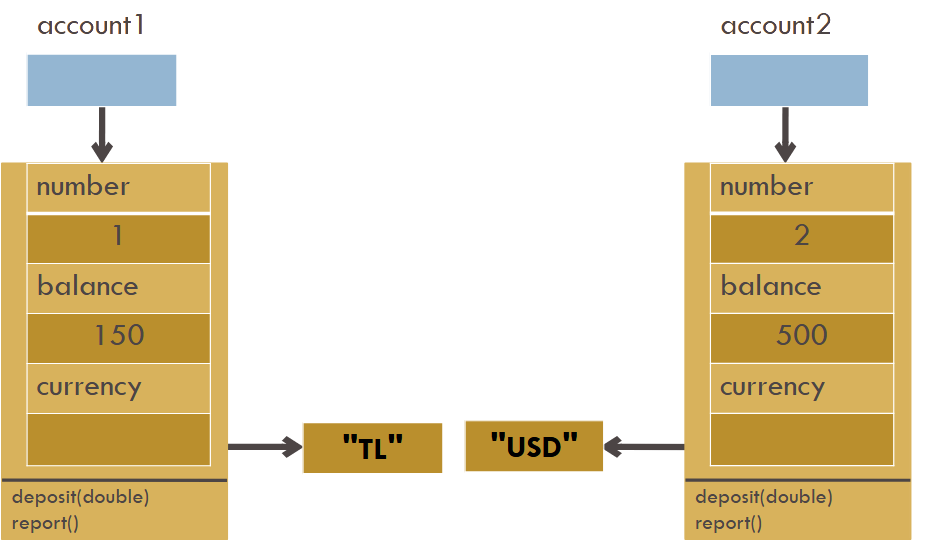 account1
number
1
balance
150
currency
"TL"
deposit(double)
report()
account2
number
2
balance
500
currency
"USD"
deposit(double)
report()